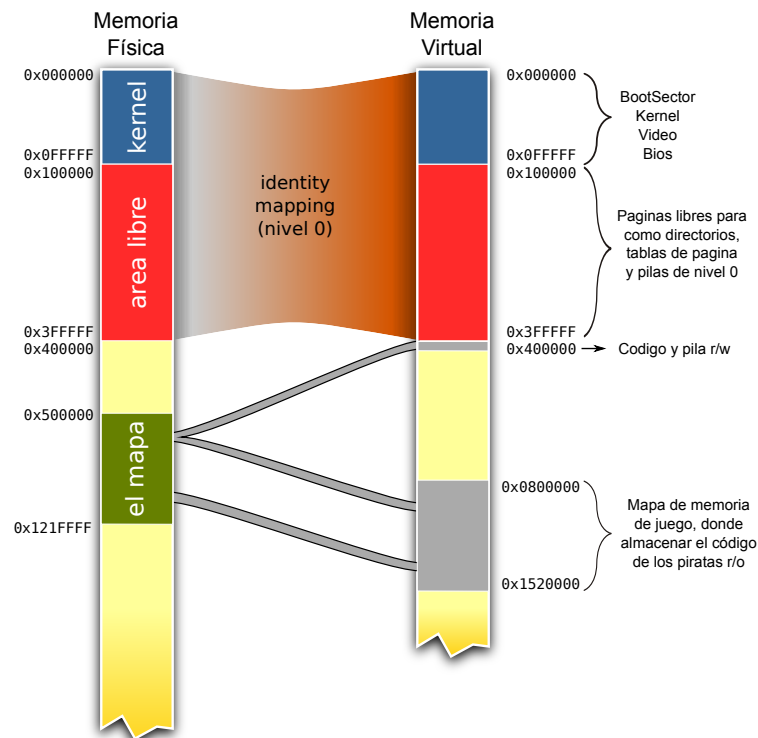 Memoria
Física
Memoria
Virtual
0x000000
kernel
0x0FFFFF
0x100000
area libre
0x3FFFFF
0x400000
0x500000
el mapa
0x121FFFF
identity
mapping
(nivel 0)
0x000000
0x0FFFFF
0x100000
0x3FFFFF
0x400000
0x0800000
0x1520000
BootSector
Kernel
Video
Bios
Paginas libres para
como directorios,
tablas de pagina
y pilas de nivel 0
Codigo y pila r/w
Mapa de memoria
de juego, donde
almacenar el código
de los piratas r/o